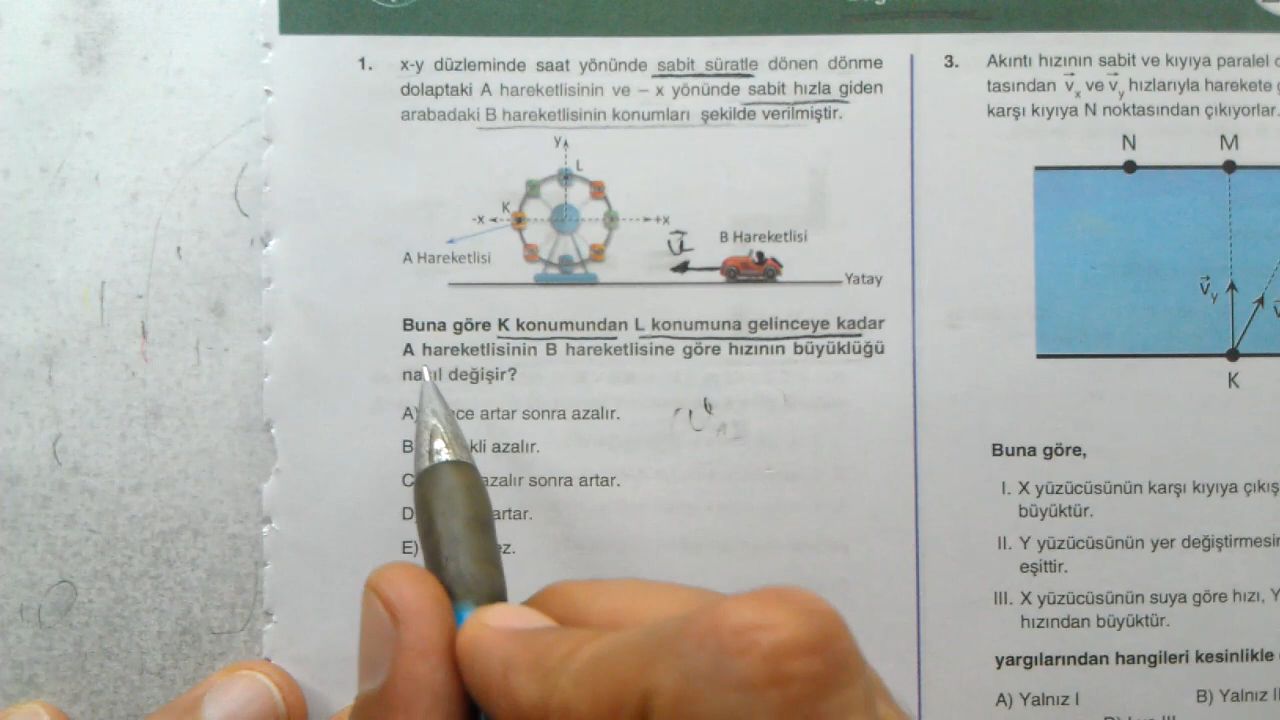 1. x-y düzleminde saat yönünde sabit süratle dönen dönme
dolaptaki A hareketlisinin ve – x yönünde sabit hızla giden
arabadaki B hareketlisinin konumları şekilde verilmiştir.
y
L
K
-x
+x
A Hareketlisi
B Hareketlisi
Yatay
Buna göre K konumundan L konumuna gelinceye kadar
A hareketlisinin B hareketlisine göre hızının büyüklüğü
değişir?
A) artar sonra azalır.
B azalır.
C azalır sonra artar.
D artar.
E)
3. Akıntı hızının sabit ve kıyıya paralel
tasından v⃗x ve v⃗y hızlarıyla harekete
karşı kıyıya N noktasından çıkıyorlar.
N M
v⃗y
K
Buna göre,
I. X yüzücüsünün karşı kıyıya çıkış
büyüktür.
II. Y yüzücüsünün yer değiştirmesi
eşittir.
III. X yüzücüsünün suya göre hızı, Y
hızından büyüktür.
yargılarından hangileri kesinlikle
A) Yalnız I B) Yalnız II